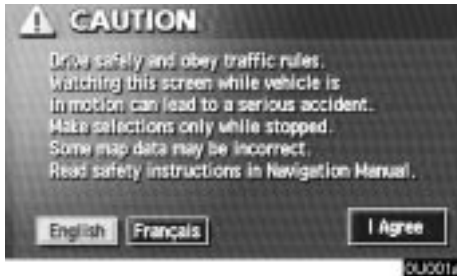 CAUTION
Drive safely and obey traffic rules.
Watching this screen while vehicle is
in motion can lead to a serious accident.
Make selections only while stopped.
Some map data may be incorrect.
Read safety instructions in Navigation Manual.
English Français I Agree